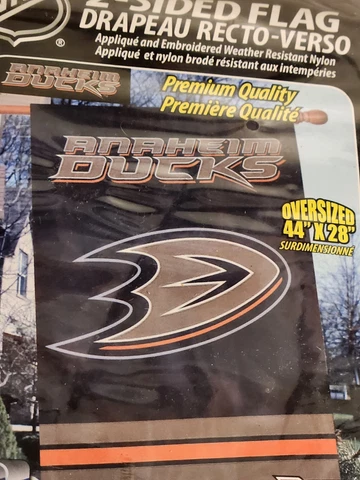 2-SIDED FLAG
DRAPEAU RECTO-VERSO
Appliqué and Embroidered Weather Resistant Nylon
Appliqué et nylon brodé résistant aux intempéries
ANAHEIM
DUCKS
Premium Quality
Première Qualité
ANAHEIM
DUCKS
OVERSIZED
44" X 28"
SURDIMENSIONNÉ